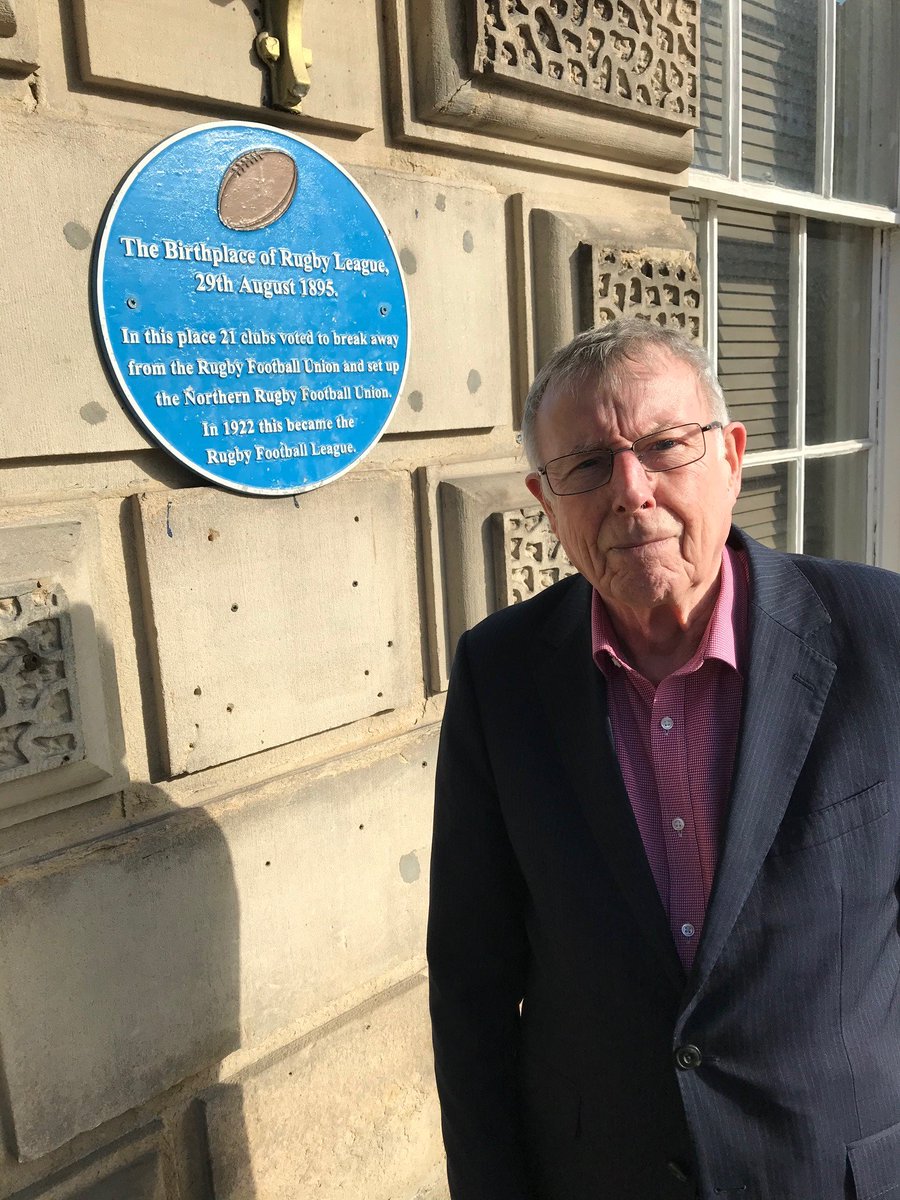 The Birthplace of Rugby League,
29th August 1895.
In this place 21 clubs voted to break away
from the Rugby Football Union and set up
the Northern Rugby Football Union.
In 1922 this became the
Rugby Football League.